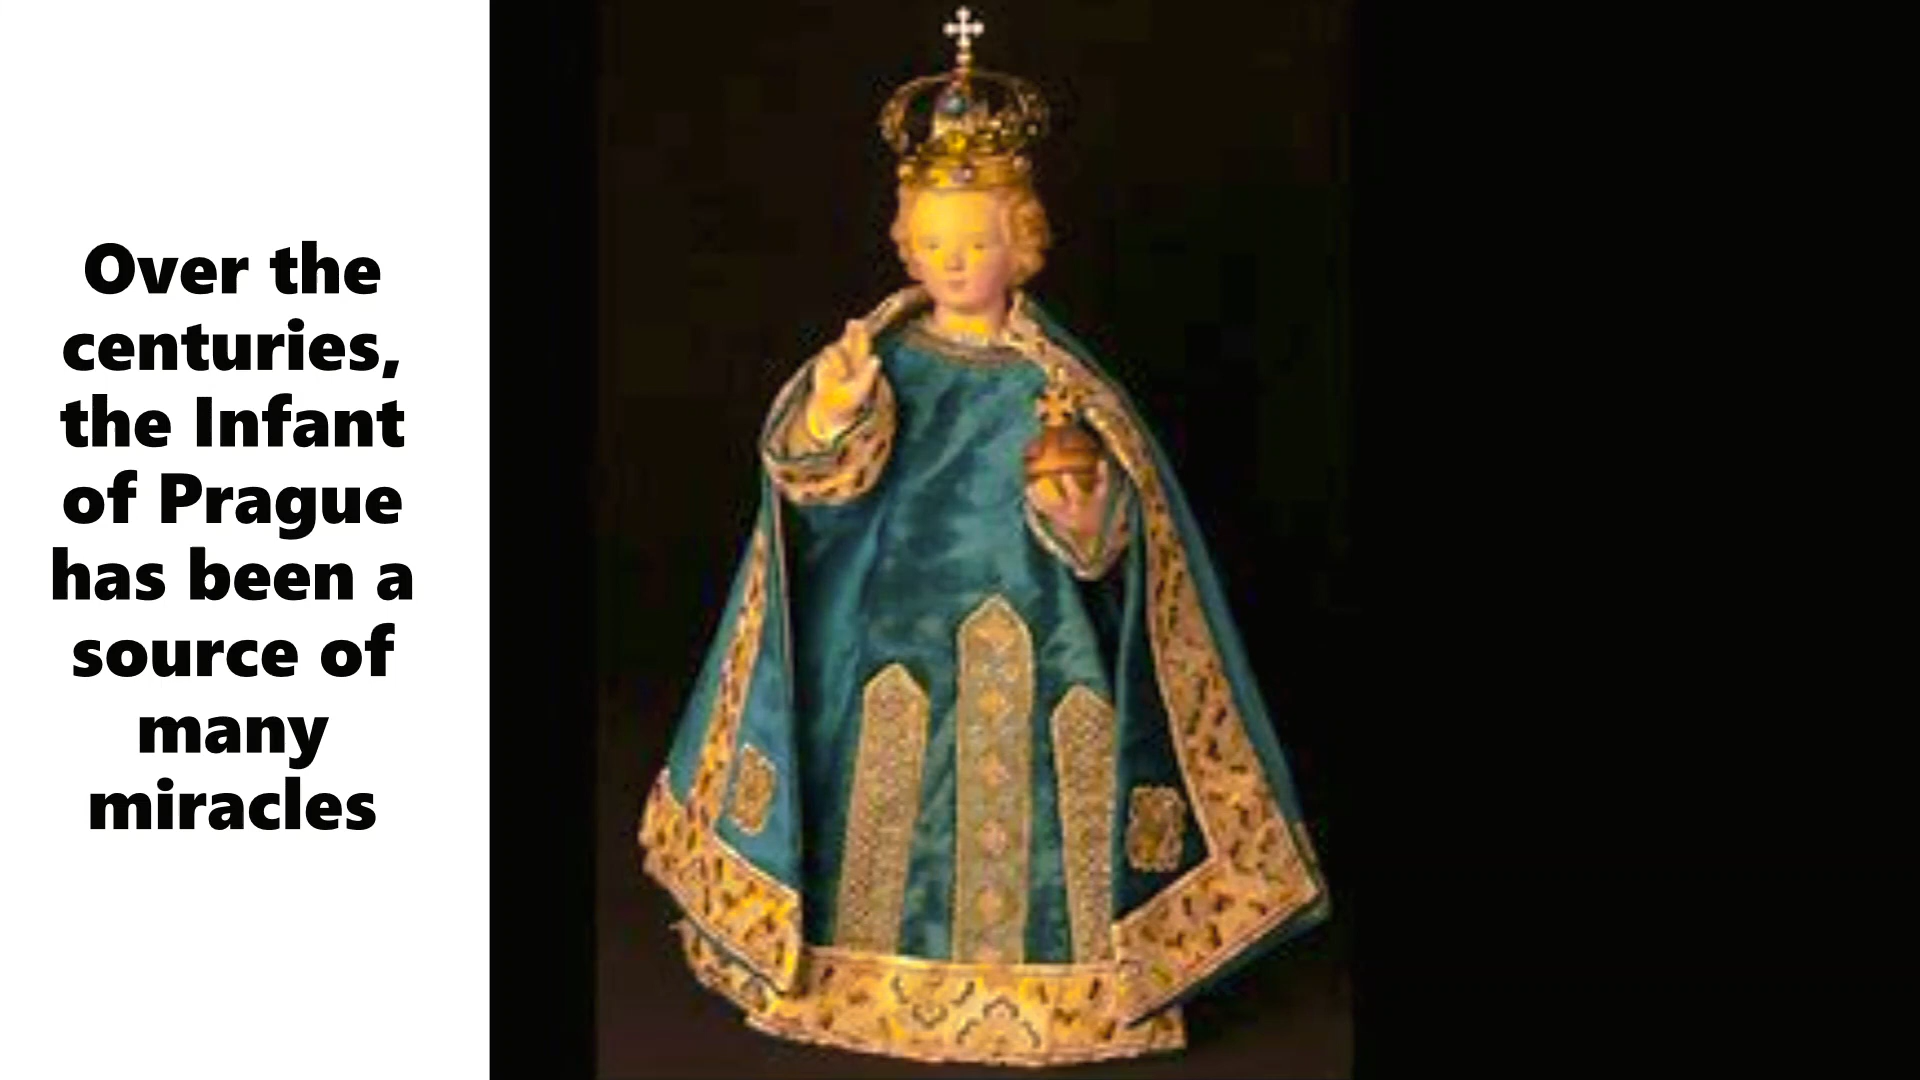 Over the
centuries,
the Infant
of Prague
has been a
source of
many
miracles